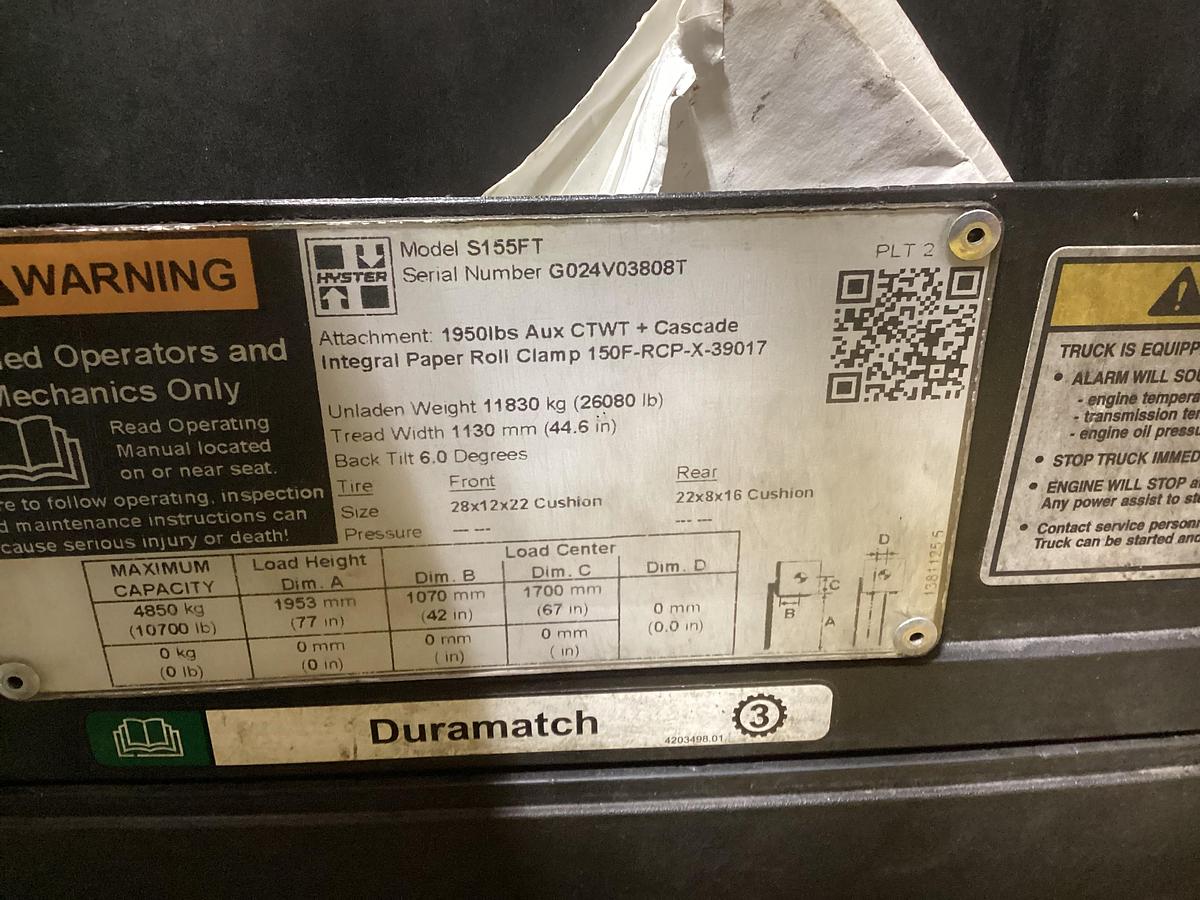 WARNING
ed Operators and
Mechanics Only
Read Operating
Manual located
on or near seat.
re to follow operating, inspection
d maintenance instructions can
cause serious injury or death!
HYSTER
Model S155FT
Serial Number G024V03808T
PLT 2
Attachment: 1950lbs Aux CTWT + Cascade
Integral Paper Roll Clamp 150F-RCP-X-39017
Unladen Weight 11830 kg (26080 lb)
Tread Width 1130 mm (44.6 in)
Back Tilt 6.0 Degrees
Tire Front Rear
Size 28x12x22 Cushion 22x8x16 Cushion
Pressure --- --- --- ---
MAXIMUM CAPACITY Load Height Dim. A Load Center
Dim. B Dim. C Dim. D
4850 kg 1953 mm 1070 mm 1700 mm 0 mm
(10700 lb) (77 in) (42 in) (67 in) (0.0 in)
0 kg 0 mm 0 mm 0 mm
(0 lb) (0 in) ( in) ( in)
D
C
B
A
Duramatch
3
4203498.01
TRUCK IS EQUIPP
• ALARM WILL SOU
- engine tempera
- transmission te
- engine oil pressu
• STOP TRUCK IMMED
• ENGINE WILL STOP a
Any power assist to st
• Contact service personn
Truck can be started and